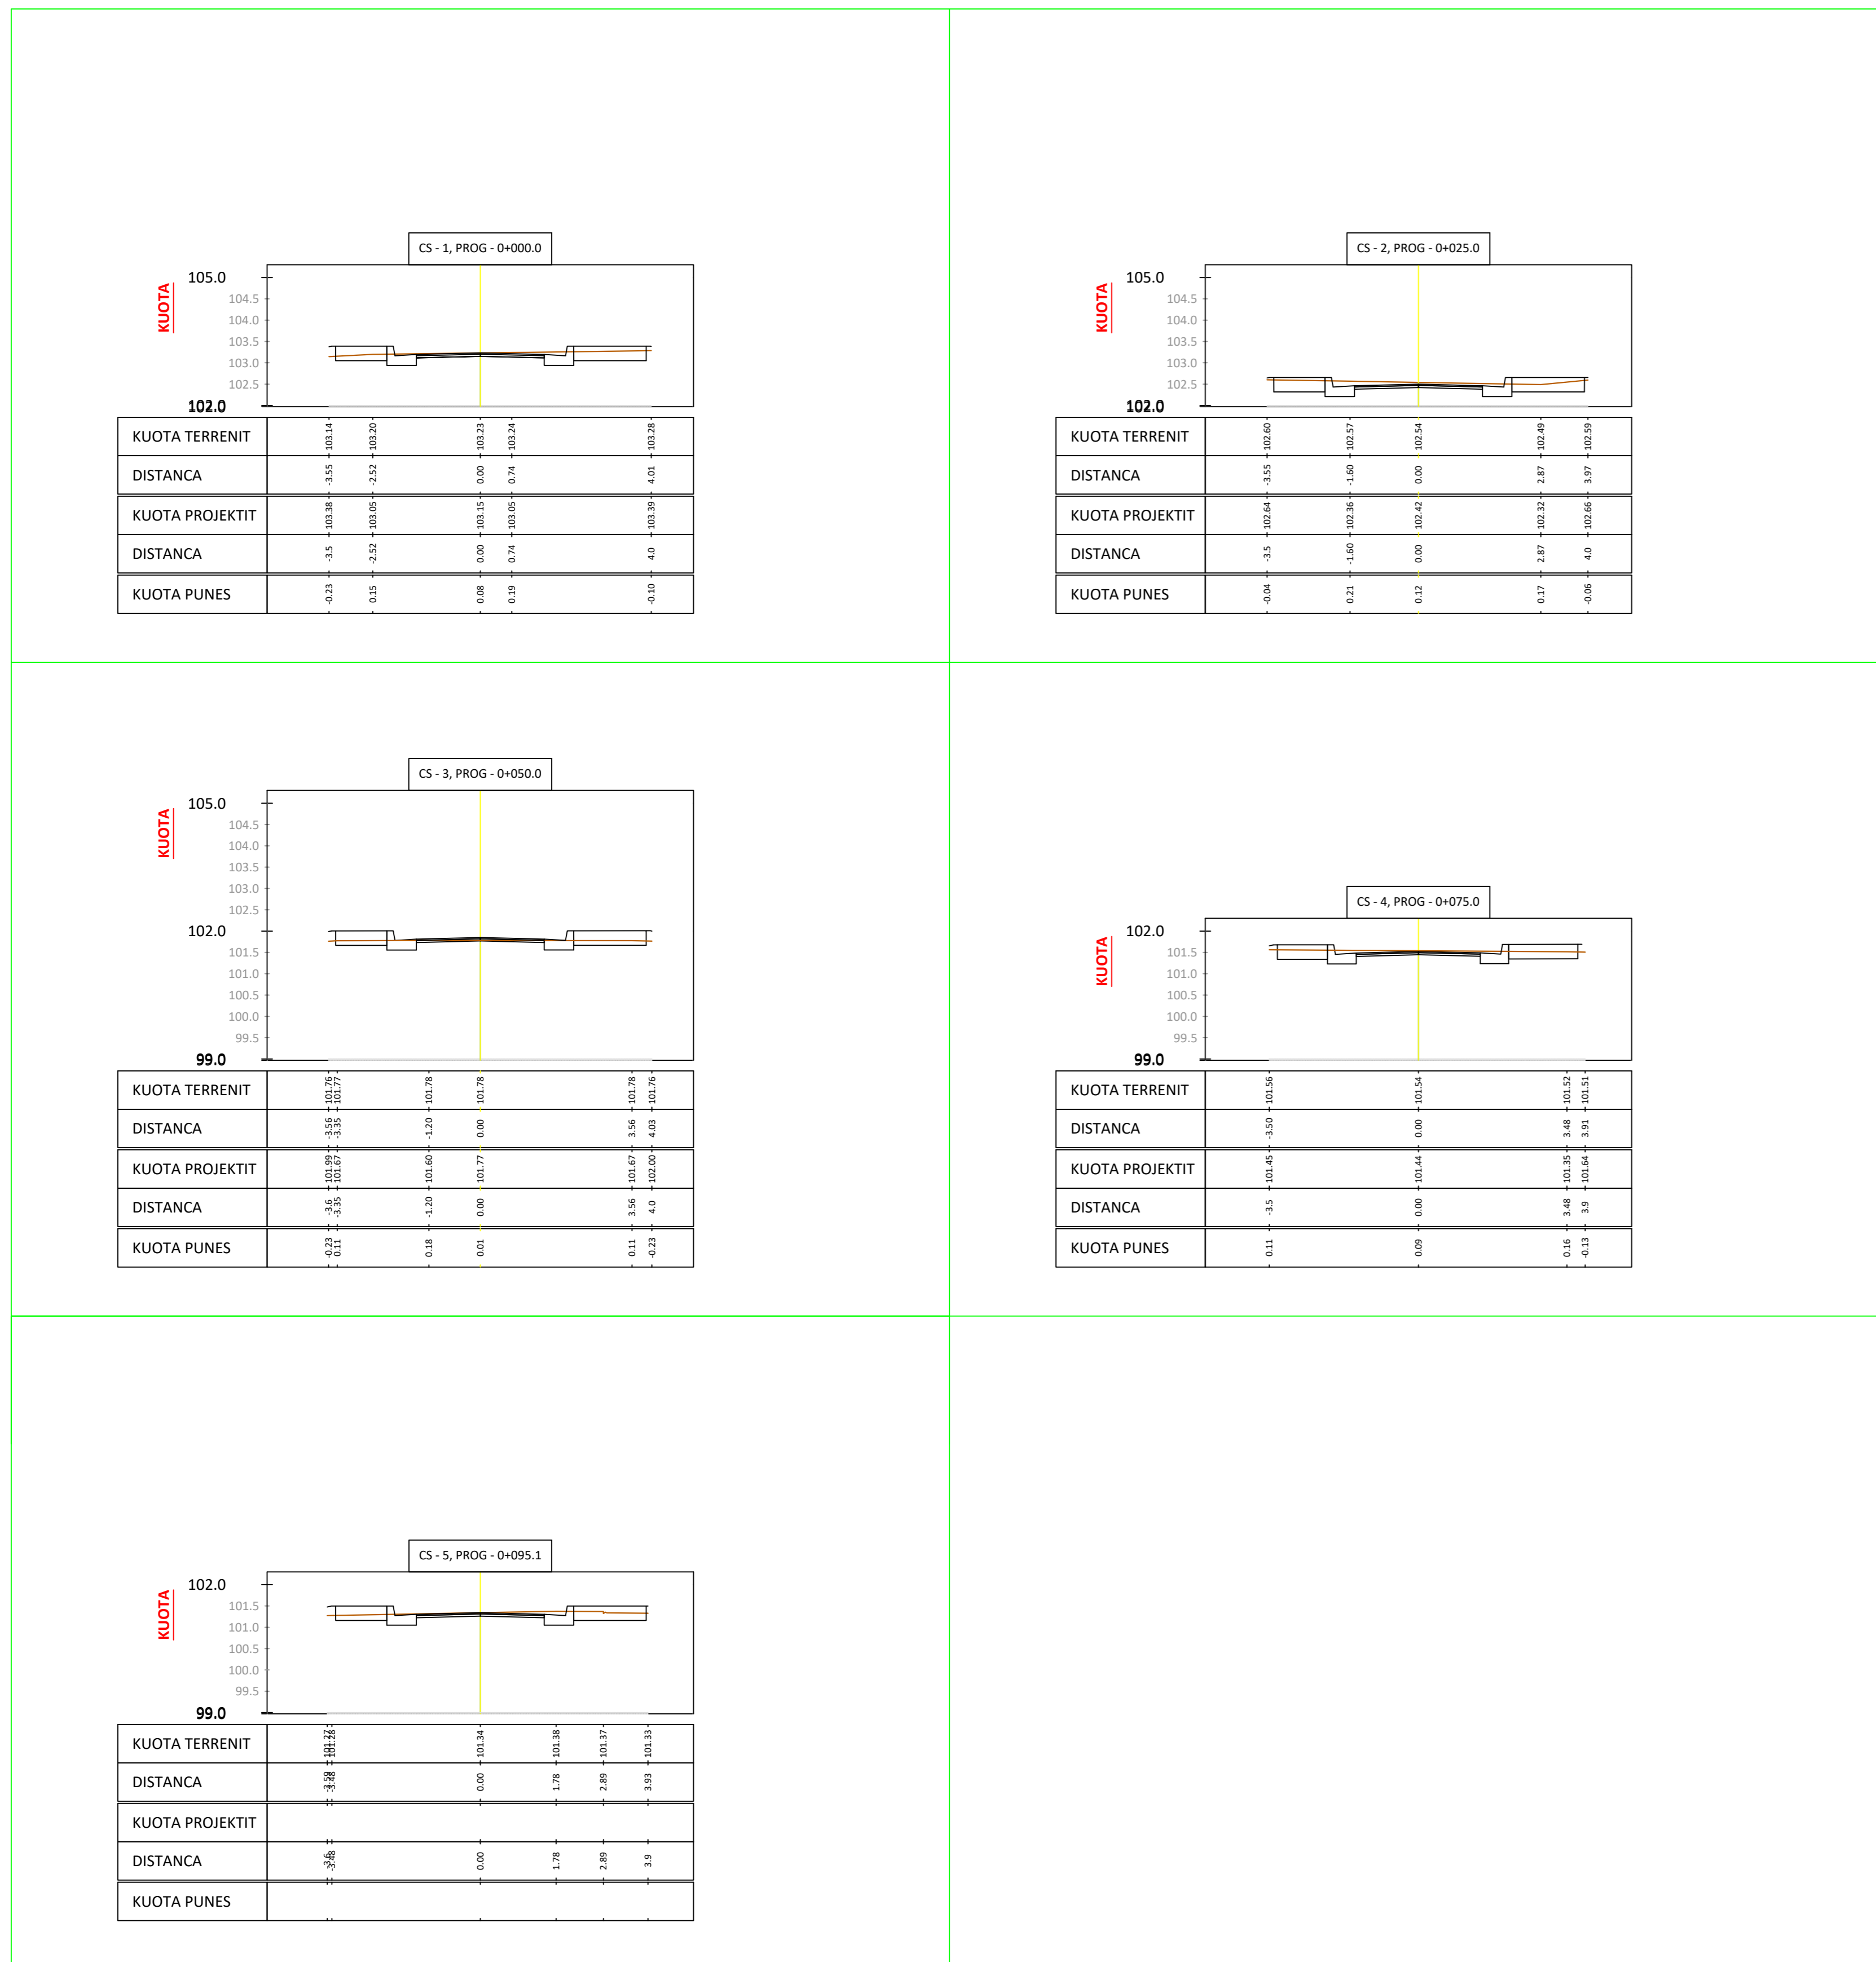 CS - 1, PROG - 0+000.0
KUOTA
105.0
104.5
104.0
103.5
103.0
102.5
102.0
KUOTA TERRENIT 103.14 103.20 103.23 103.24 103.28
DISTANCA -3.55 -2.52 0.00 0.74 4.01
KUOTA PROJEKTIT 103.38 103.05 103.15 103.05 103.39
DISTANCA -3.5 -2.52 0.00 0.74 4.0
KUOTA PUNES -0.23 0.15 0.08 0.19 -0.10
CS - 2, PROG - 0+025.0
KUOTA
105.0
104.5
104.0
103.5
103.0
102.5
102.0
KUOTA TERRENIT 102.60 102.57 102.54 102.49 102.59
DISTANCA -3.55 -1.60 0.00 2.87 3.97
KUOTA PROJEKTIT 102.64 102.36 102.42 102.32 102.66
DISTANCA -3.5 -1.60 0.00 2.87 4.0
KUOTA PUNES -0.04 0.21 0.12 0.17 -0.06
CS - 3, PROG - 0+050.0
KUOTA
105.0
104.5
104.0
103.5
103.0
102.5
102.0
101.5
101.0
100.5
100.0
99.5
99.0
KUOTA TERRENIT 101.76 101.77 101.78 101.78 101.78 101.76
DISTANCA -3.56 -3.35 -1.20 0.00 3.56 4.03
KUOTA PROJEKTIT 101.99 101.67 101.60 101.77 101.67 102.00
DISTANCA -3.6 -3.35 -1.20 0.00 3.56 4.0
KUOTA PUNES -0.23 0.11 0.18 0.01 0.11 -0.23
CS - 4, PROG - 0+075.0
KUOTA
102.0
101.5
101.0
100.5
100.0
99.5
99.0
KUOTA TERRENIT 101.56 101.54 101.52 101.51
DISTANCA -3.50 0.00 3.48 3.91
KUOTA PROJEKTIT 101.45 101.44 101.35 101.64
DISTANCA -3.5 0.00 3.48 3.9
KUOTA PUNES 0.11 0.09 0.16 -0.13
CS - 5, PROG - 0+095.1
KUOTA
102.0
101.5
101.0
100.5
100.0
99.5
99.0
KUOTA TERRENIT 101.27 101.28 101.34 101.38 101.37 101.33
DISTANCA -3.59 -3.48 0.00 1.78 2.89 3.93
KUOTA PROJEKTIT
DISTANCA -3.6 -3.48 0.00 1.78 2.89 3.9
KUOTA PUNES